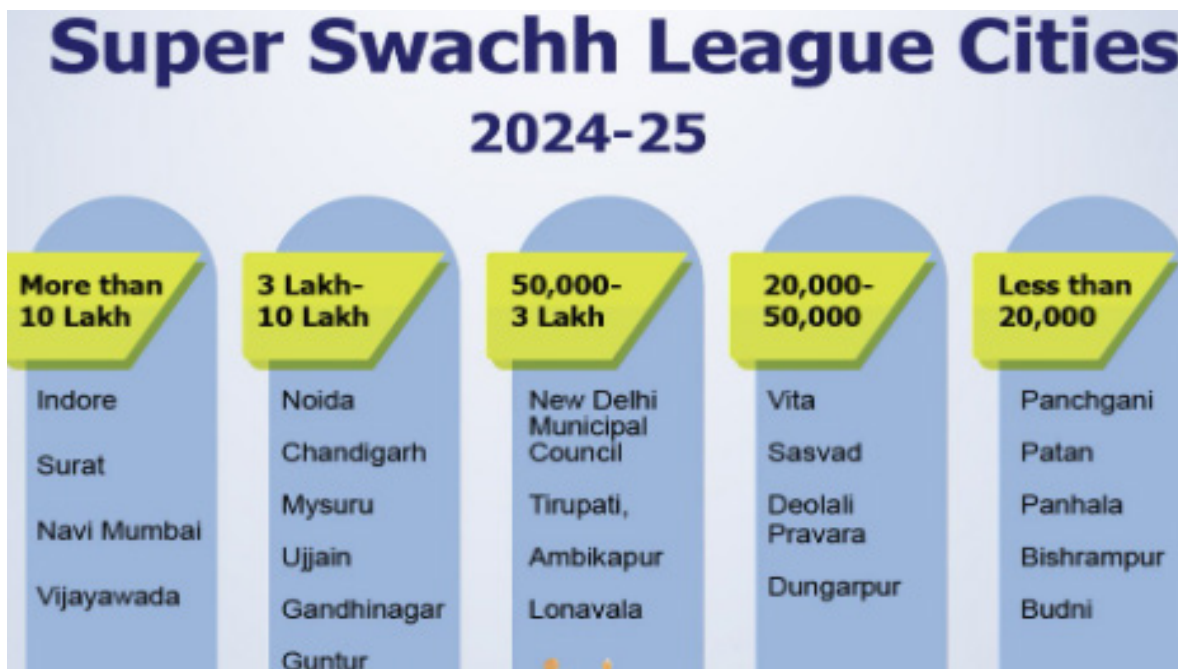 Super Swachh League Cities
2024-25
More than
10 Lakh
Indore
Surat
Navi Mumbai
Vijayawada
3 Lakh-
10 Lakh
Noida
Chandigarh
Mysuru
Ujjain
Gandhinagar
Guntur
50,000-
3 Lakh
New Delhi
Municipal
Council
Tirupati,
Ambikapur
Lonavala
20,000-
50,000
Vita
Sasvad
Deolali
Pravara
Dungarpur
Less than
20,000
Panchgani
Patan
Panhala
Bishrampur
Budni